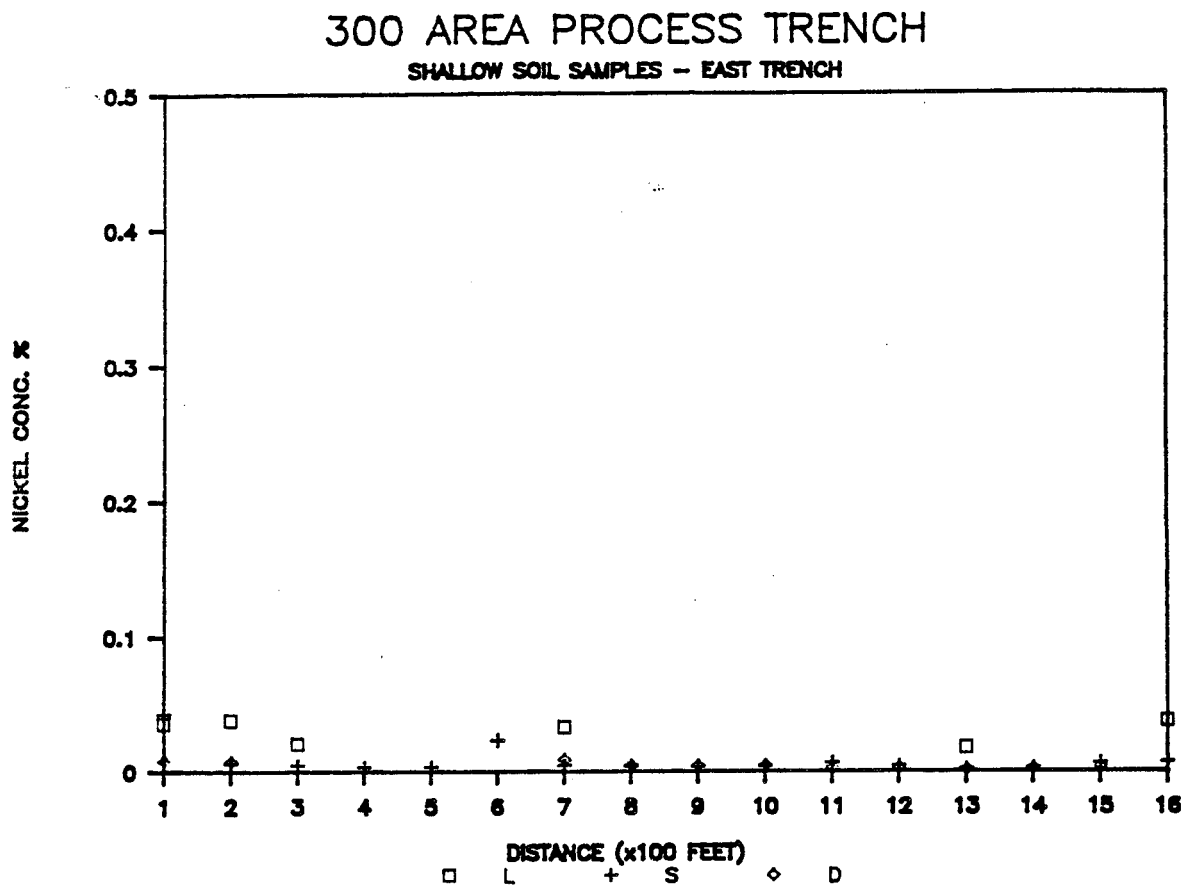 300 AREA PROCESS TRENCH
SHALLOW SOIL SAMPLES – EAST TRENCH
0.5
0.4
0.3
0.2
0.1
0
NICKEL CONC. %
1 2 3 4 5 6 7 8 9 10 11 12 13 14 15 16
DISTANCE (x100 FEET)
L S D